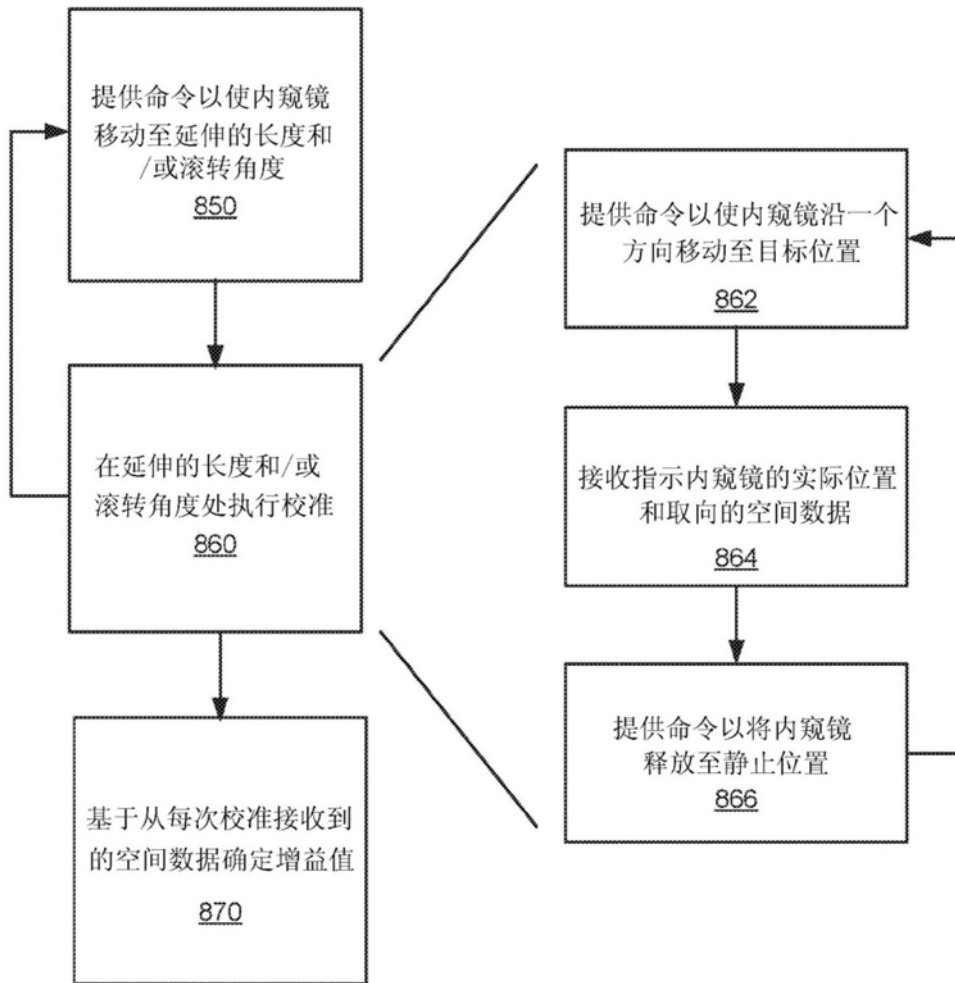 提供命令以使内窥镜
移动至延伸的长度和
/或滚转角度
850
在延伸的长度和/或
滚转角度处执行校准
860
基于从每次校准接收到
的空间数据确定增益值
870
提供命令以使内窥镜沿一个
方向移动至目标位置
862
接收指示内窥镜的实际位置
和取向的空间数据
864
提供命令以将内窥镜
释放至静止位置
866